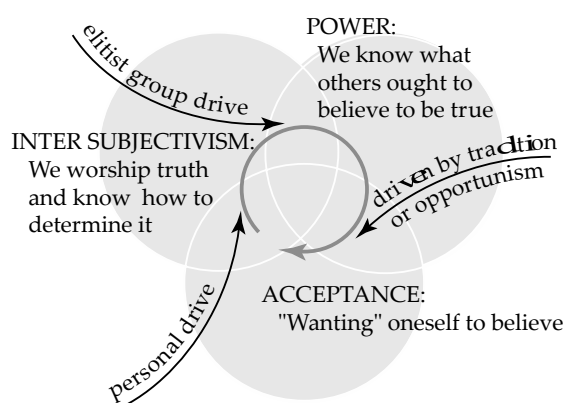 elitist group drive
POWER:
We know what
others ought to
believe to be true
INTER SUBJECTIVISM:
We worship truth
and know how to
determine it
driven by tradition
or opportunism
ACCEPTANCE:
"Wanting" oneself to believe
personal drive